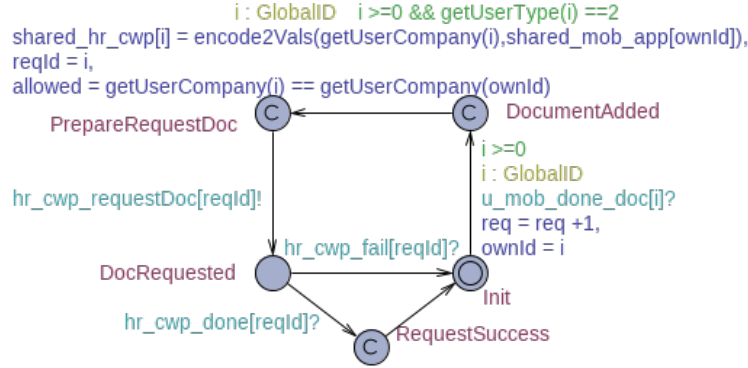 i : GlobalID i >=0 && getUserType(i) ==2
shared_hr_cwp[i] = encode2Vals(getUserCompany(i),shared_mob_app[ownId]),
reqId = i,
allowed = getUserCompany(i) == getUserCompany(ownId)
PrepareRequestDoc
C
C
DocumentAdded
i >=0
i : GlobalID
u_mob_done_doc[i]?
req = req +1,
ownId = i
hr_cwp_requestDoc[reqId]!
hr_cwp_fail[reqId]?
DocRequested
Init
hr_cwp_done[reqId]?
C
RequestSuccess